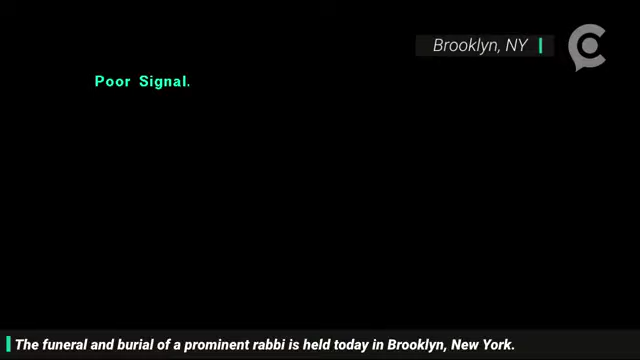 Brooklyn, NY
Poor Signal.
The funeral and burial of a prominent rabbi is held today in Brooklyn, New York.